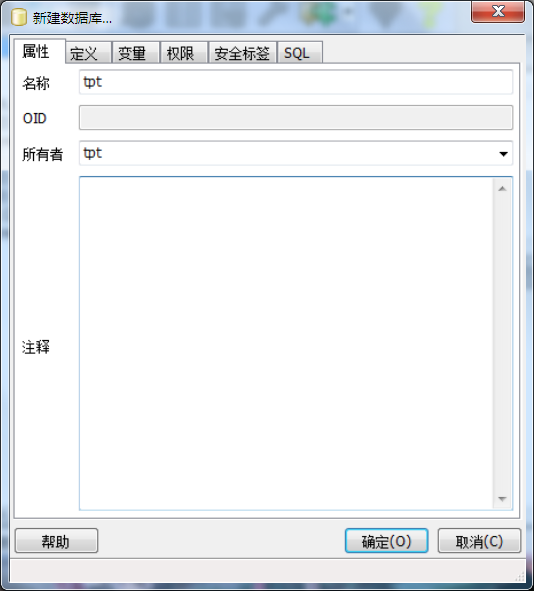 新建数据库...
属性 定义 变量 权限 安全标签 SQL
名称 tpt
OID
所有者 tpt
注释
帮助 确定(O) 取消(C)